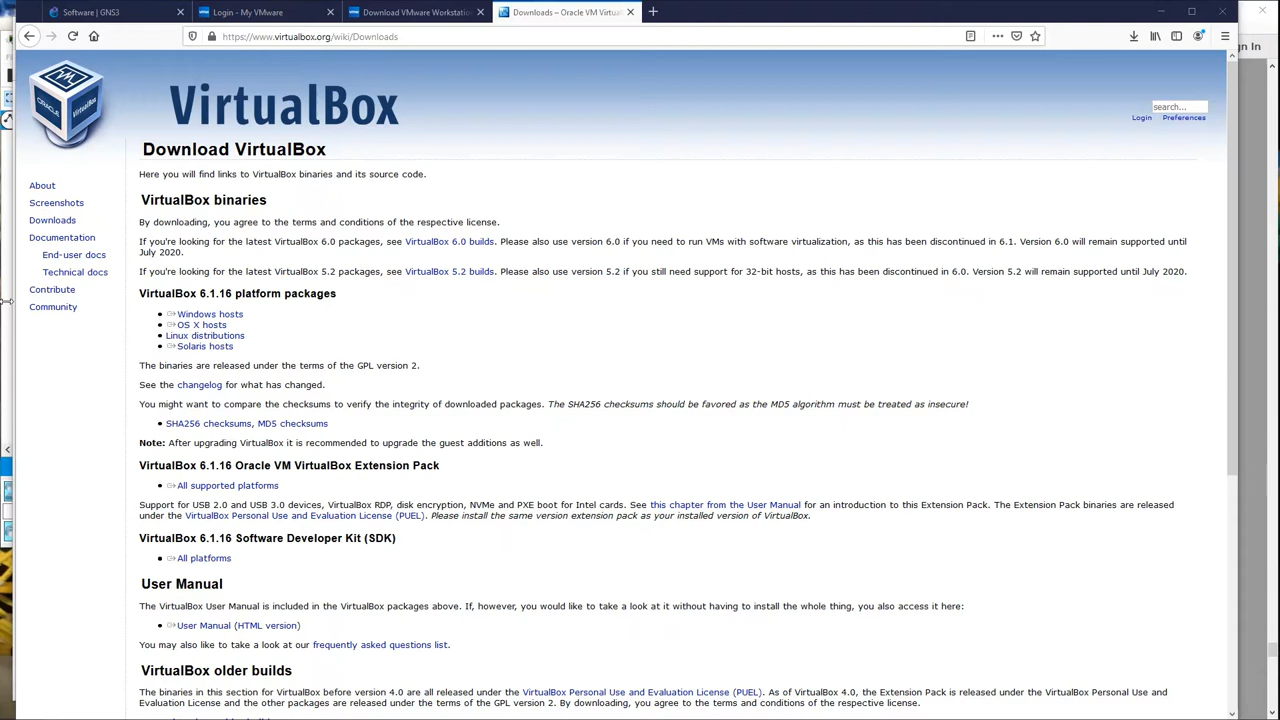 Software | GNS3
Login - My VMware
Download VMware Workstatio
Downloads – Oracle VM Virtua
https://www.virtualbox.org/wiki/Downloads
gn In
ORACLE
VirtualBox
VirtualBox
search...
Login Preferences
About
Screenshots
Downloads
Documentation
End-user docs
Technical docs
Contribute
Community
Download VirtualBox
Here you will find links to VirtualBox binaries and its source code.
VirtualBox binaries
By downloading, you agree to the terms and conditions of the respective license.
If you're looking for the latest VirtualBox 6.0 packages, see VirtualBox 6.0 builds. Please also use version 6.0 if you need to run VMs with software virtualization, as this has been discontinued in 6.1. Version 6.0 will remain supported until
July 2020.
If you're looking for the latest VirtualBox 5.2 packages, see VirtualBox 5.2 builds. Please also use version 5.2 if you still need support for 32-bit hosts, as this has been discontinued in 6.0. Version 5.2 will remain supported until July 2020.
VirtualBox 6.1.16 platform packages
Windows hosts
OS X hosts
Linux distributions
Solaris hosts
The binaries are released under the terms of the GPL version 2.
See the changelog for what has changed.
You might want to compare the checksums to verify the integrity of downloaded packages. The SHA256 checksums should be favored as the MD5 algorithm must be treated as insecure!
SHA256 checksums, MD5 checksums
Note: After upgrading VirtualBox it is recommended to upgrade the guest additions as well.
VirtualBox 6.1.16 Oracle VM VirtualBox Extension Pack
All supported platforms
Support for USB 2.0 and USB 3.0 devices, VirtualBox RDP, disk encryption, NVMe and PXE boot for Intel cards. See this chapter from the User Manual for an introduction to this Extension Pack. The Extension Pack binaries are released
under the VirtualBox Personal Use and Evaluation License (PUEL). Please install the same version extension pack as your installed version of VirtualBox.
VirtualBox 6.1.16 Software Developer Kit (SDK)
All platforms
User Manual
The VirtualBox User Manual is included in the VirtualBox packages above. If, however, you would like to take a look at it without having to install the whole thing, you also access it here:
User Manual (HTML version)
You may also like to take a look at our frequently asked questions list.
VirtualBox older builds
The binaries in this section for VirtualBox before version 4.0 are all released under the VirtualBox Personal Use and Evaluation License (PUEL). As of VirtualBox 4.0, the Extension Pack is released under the VirtualBox Personal Use and
Evaluation License and the other packages are released under the terms of the GPL version 2. By downloading, you agree to the terms and conditions of the respective license.